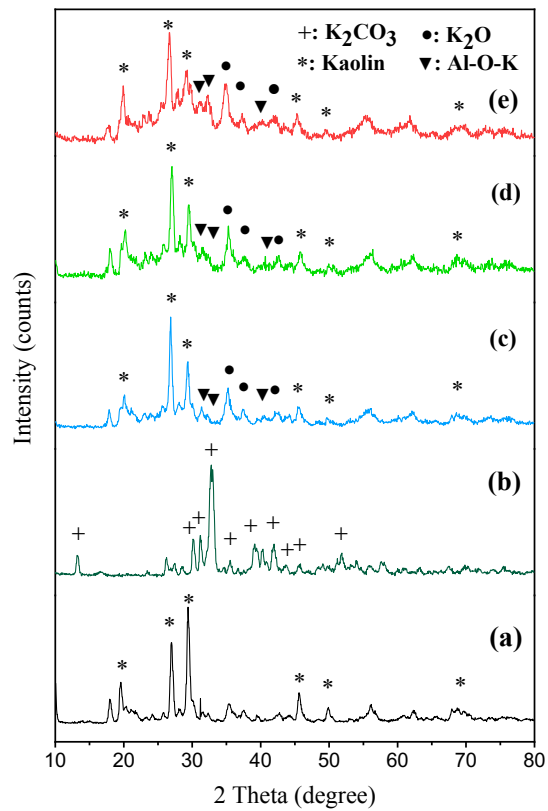 +: K₂CO₃ ●: K₂O
*: Kaolin ▼: Al-O-K
(e)
(d)
(c)
(b)
(a)
Intensity (counts)
10 20 30 40 50 60 70 80
2 Theta (degree)